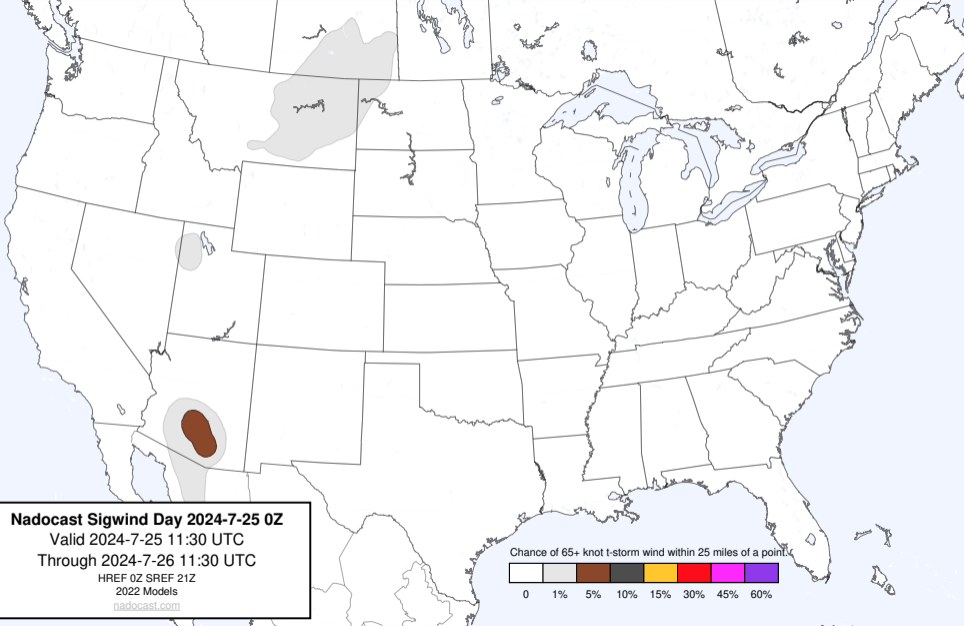 Nadocast Sigwind Day 2024-7-25 0Z
Valid 2024-7-25 11:30 UTC
Through 2024-7-26 11:30 UTC
HREF 0Z SREF 21Z
2022 Models
nadocast.com
Chance of 65+ knot t-storm wind within 25 miles of a point.
0 1% 5% 10% 15% 30% 45% 60%